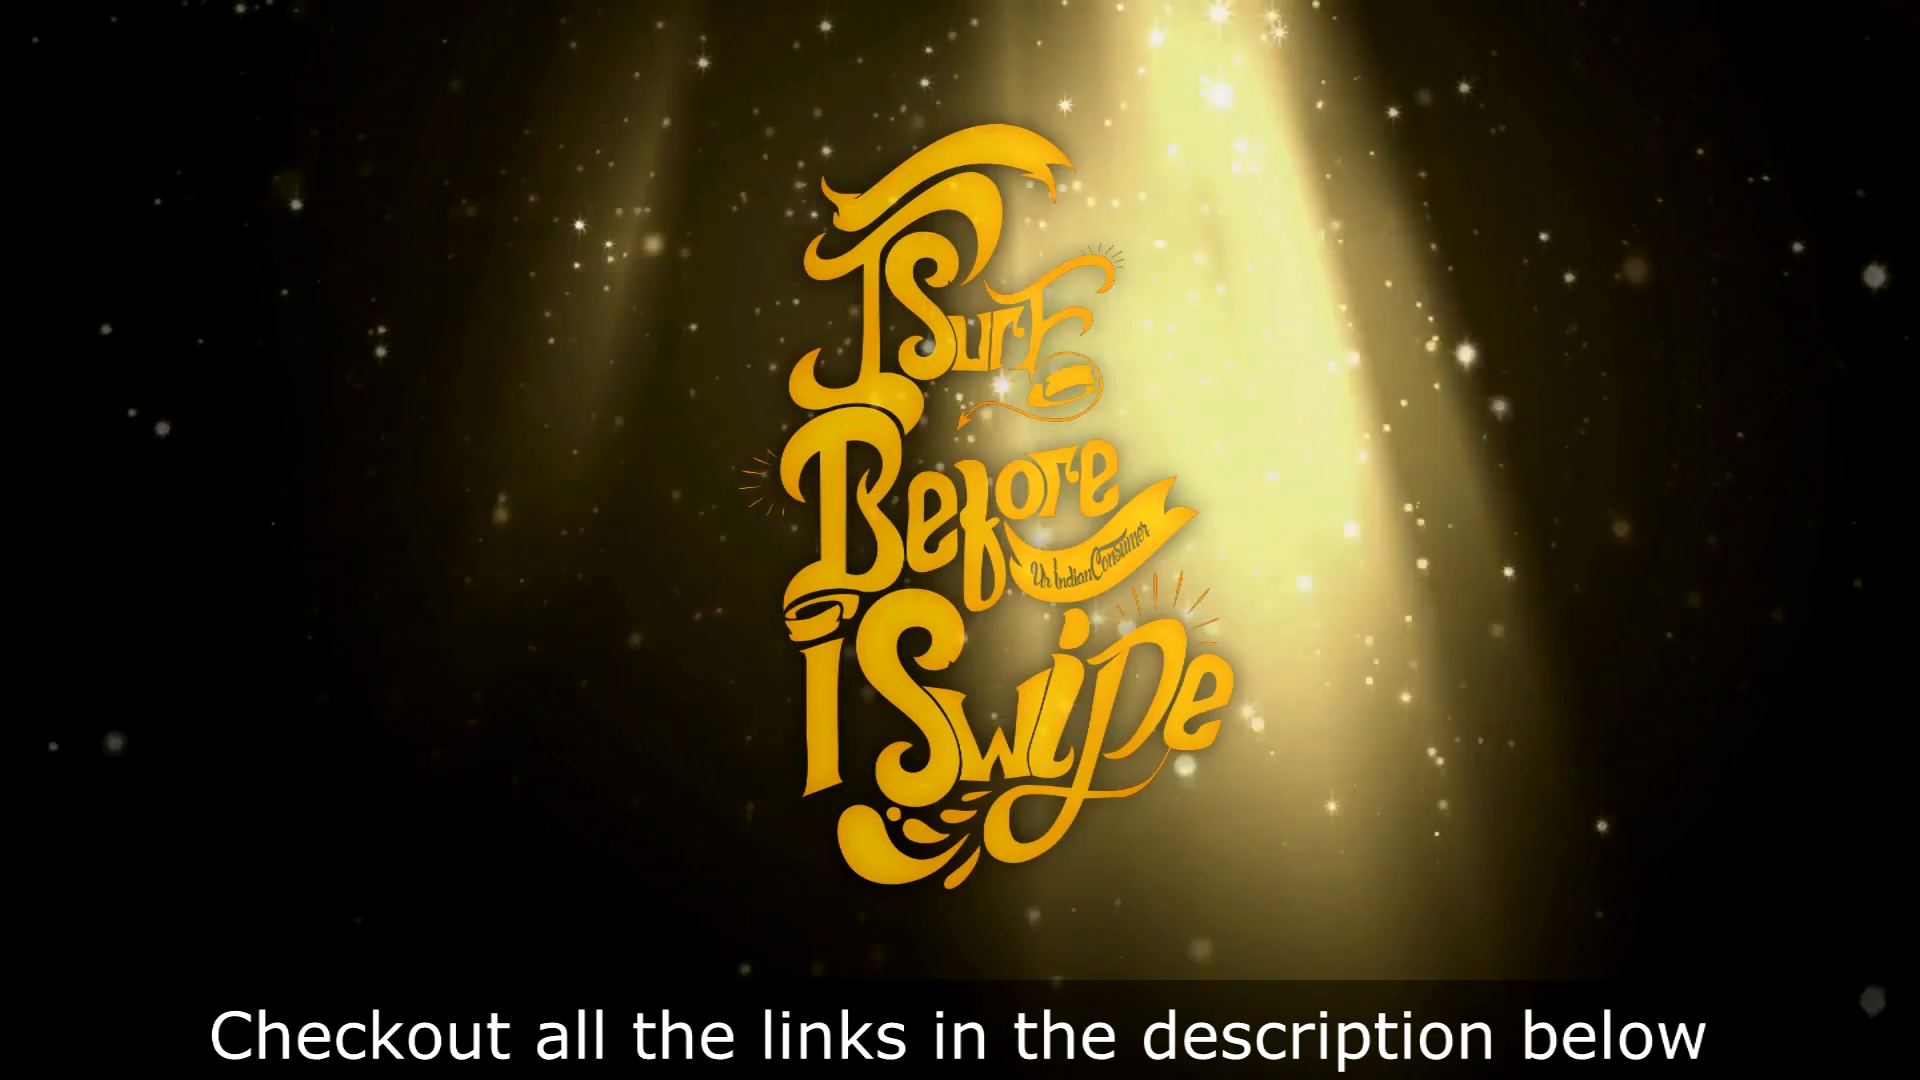 I Surf
Before
Ur Indian Consumer
i Swipe
Checkout all the links in the description below